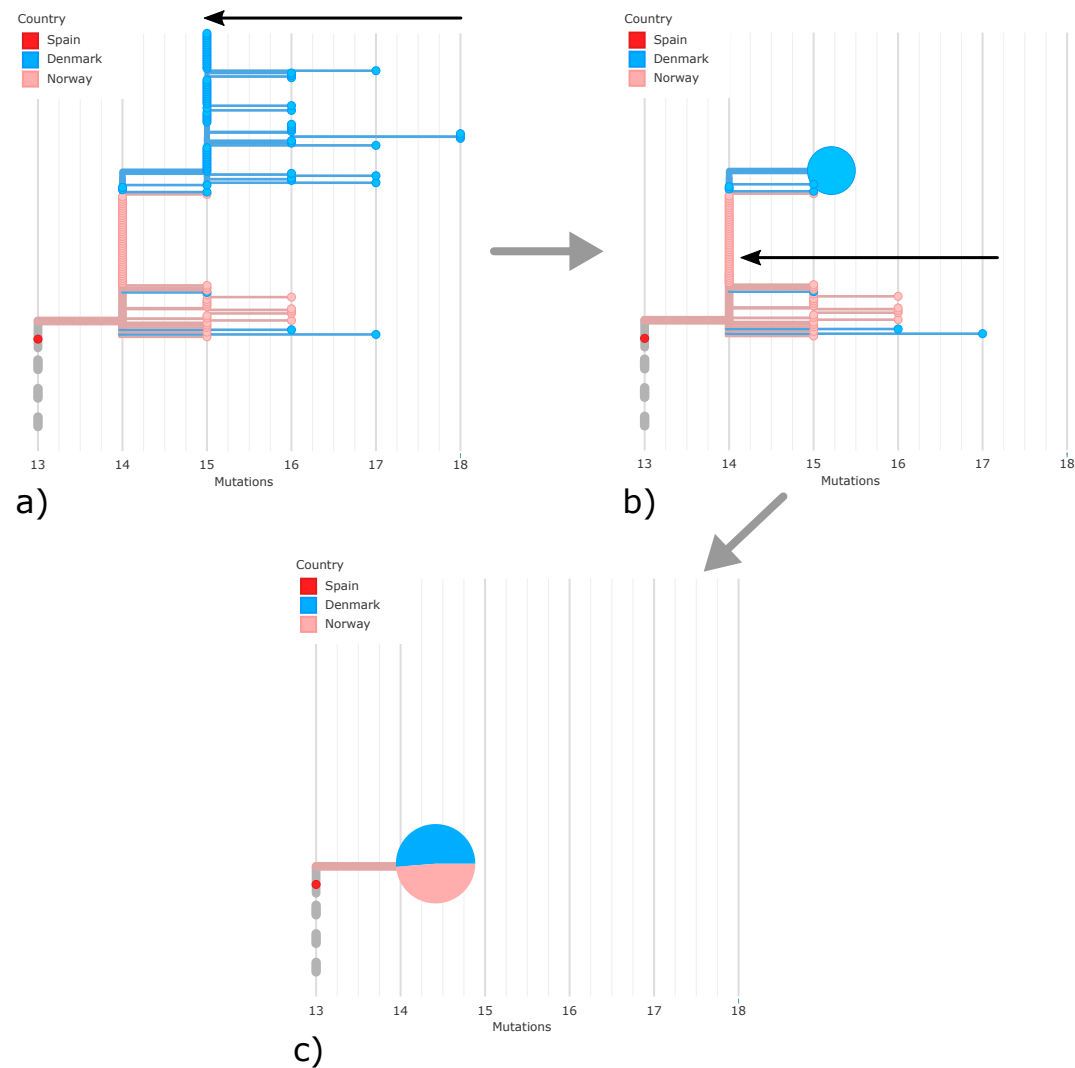 Country
Spain
Denmark
Norway
13 14 15 16 17 18
Mutations
a)
Country
Spain
Denmark
Norway
13 14 15 16 17 18
Mutations
b)
Country
Spain
Denmark
Norway
13 14 15 16 17 18
Mutations
c)